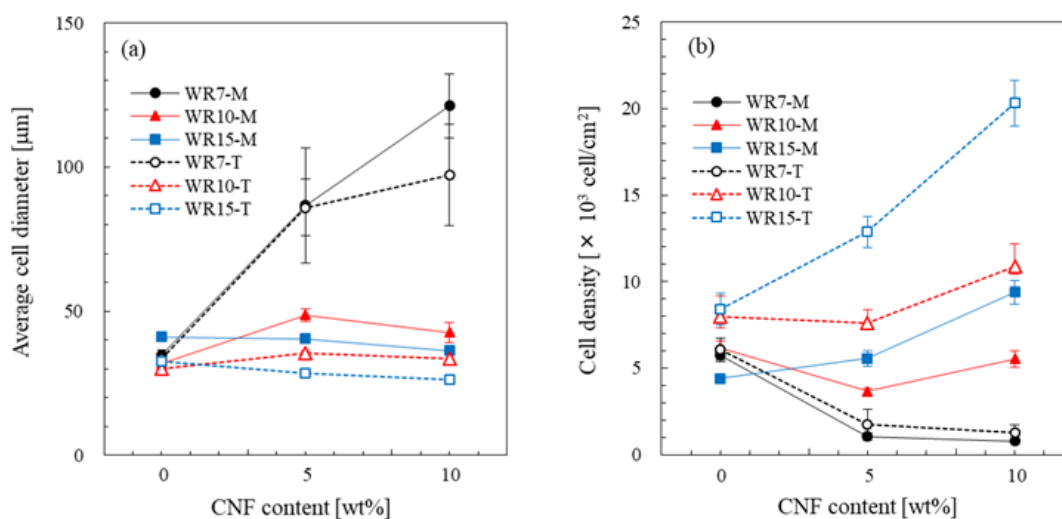 150
(a)
WR7-M
WR10-M
WR15-M
WR7-T
WR10-T
WR15-T
100
50
0
Average cell diameter [µm]
0 5 10
CNF content [wt%]
25
(b)
WR7-M
WR10-M
WR15-M
WR7-T
WR10-T
WR15-T
20
15
10
5
0
Cell density [× 10³ cell/cm²]
0 5 10
CNF content [wt%]